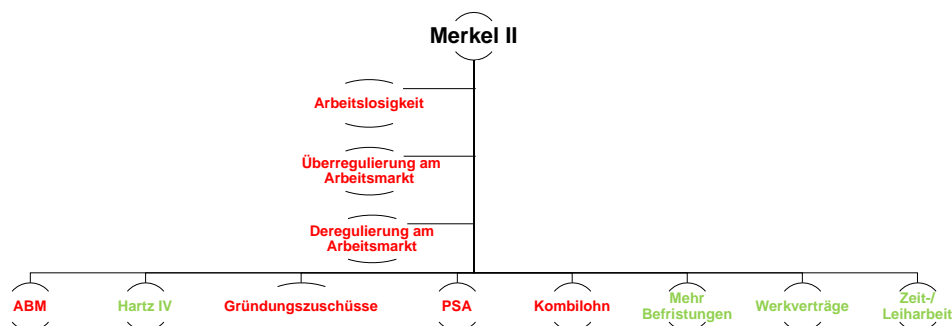 Merkel II
Arbeitslosigkeit
Überregulierung am
Arbeitsmarkt
Deregulierung am
Arbeitsmarkt
ABM
Hartz IV
Gründungszuschüsse
PSA
Kombilohn
Mehr
Befristungen
Werkverträge
Zeit-/
Leiharbeit